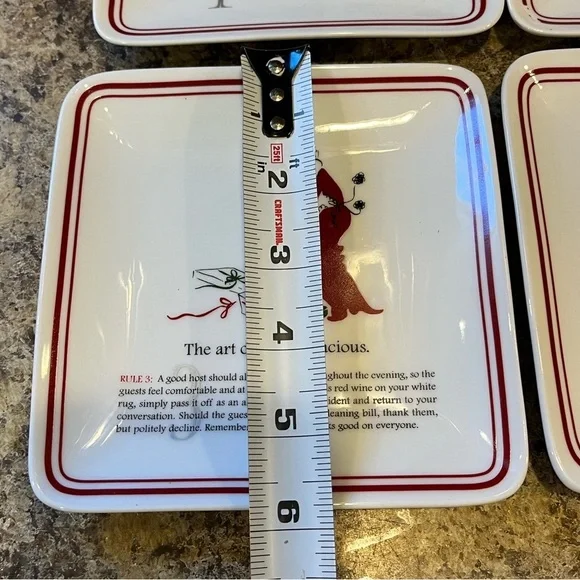 1 1
25ft
in ft
2
CRAFTSMAN
3
4
The art acious.
5
RULE 3: A good host should al ughout the evening, so the
guests feel comfortable and at s red wine on your white
rug, simply pass it off as an a ident and return to your
conversation. Should the gues leaning bill, thank them,
but politely decline. Remember s good on everyone.
6